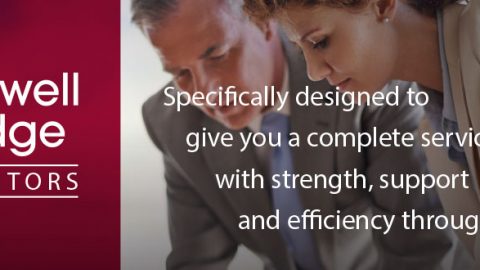 well
dge
TORS
Specifically designed to
give you a complete servic
with strength, support
and efficiency throug